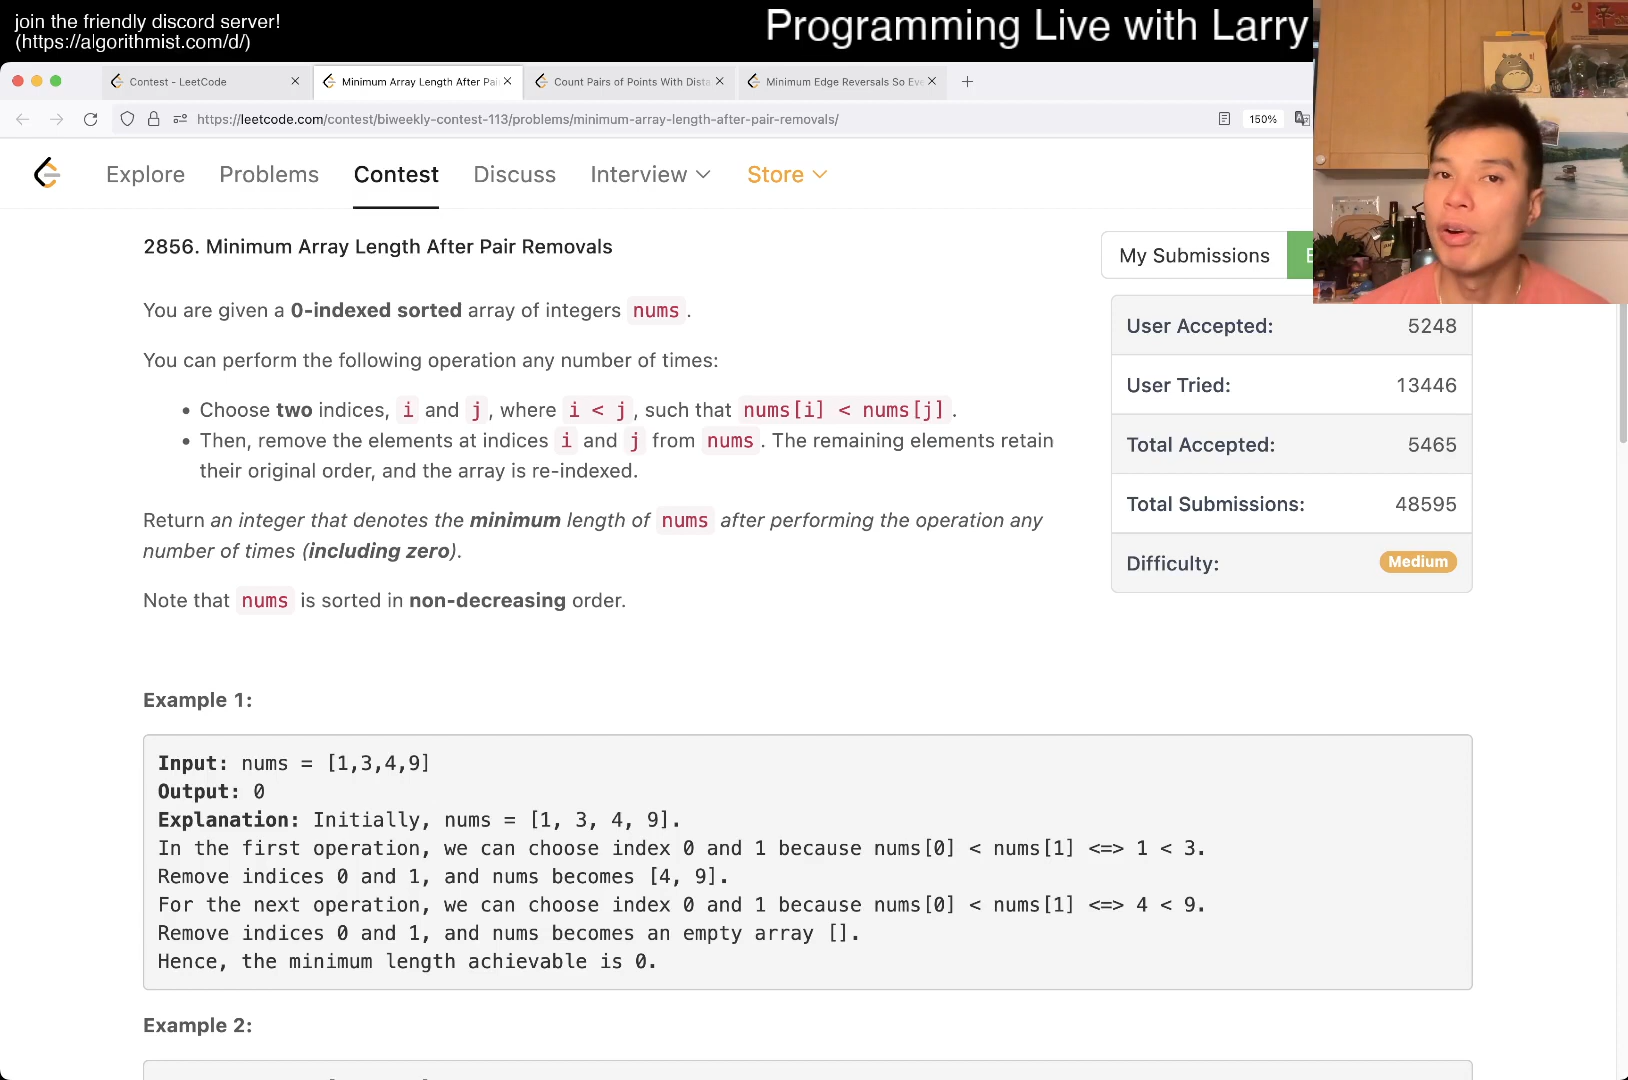 join the friendly discord server!
(https://algorithmist.com/d/)
Programming Live with Larry
Contest - LeetCode
Minimum Array Length After Pai
Count Pairs of Points With Dista
Minimum Edge Reversals So Eve
https://leetcode.com/contest/biweekly-contest-113/problems/minimum-array-length-after-pair-removals/
150%
Explore
Problems
Contest
Discuss
Interview
Store
2856. Minimum Array Length After Pair Removals
My Submissions
You are given a 0-indexed sorted array of integers nums.
You can perform the following operation any number of times:
• Choose two indices, i and j, where i < j, such that nums[i] < nums[j].
• Then, remove the elements at indices i and j from nums. The remaining elements retain
their original order, and the array is re-indexed.
Return an integer that denotes the minimum length of nums after performing the operation any
number of times (including zero).
Note that nums is sorted in non-decreasing order.
User Accepted: 5248
User Tried: 13446
Total Accepted: 5465
Total Submissions: 48595
Difficulty: Medium
Example 1:
Input: nums = [1,3,4,9]
Output: 0
Explanation: Initially, nums = [1, 3, 4, 9].
In the first operation, we can choose index 0 and 1 because nums[0] < nums[1] <=> 1 < 3.
Remove indices 0 and 1, and nums becomes [4, 9].
For the next operation, we can choose index 0 and 1 because nums[0] < nums[1] <=> 4 < 9.
Remove indices 0 and 1, and nums becomes an empty array [].
Hence, the minimum length achievable is 0.
Example 2: